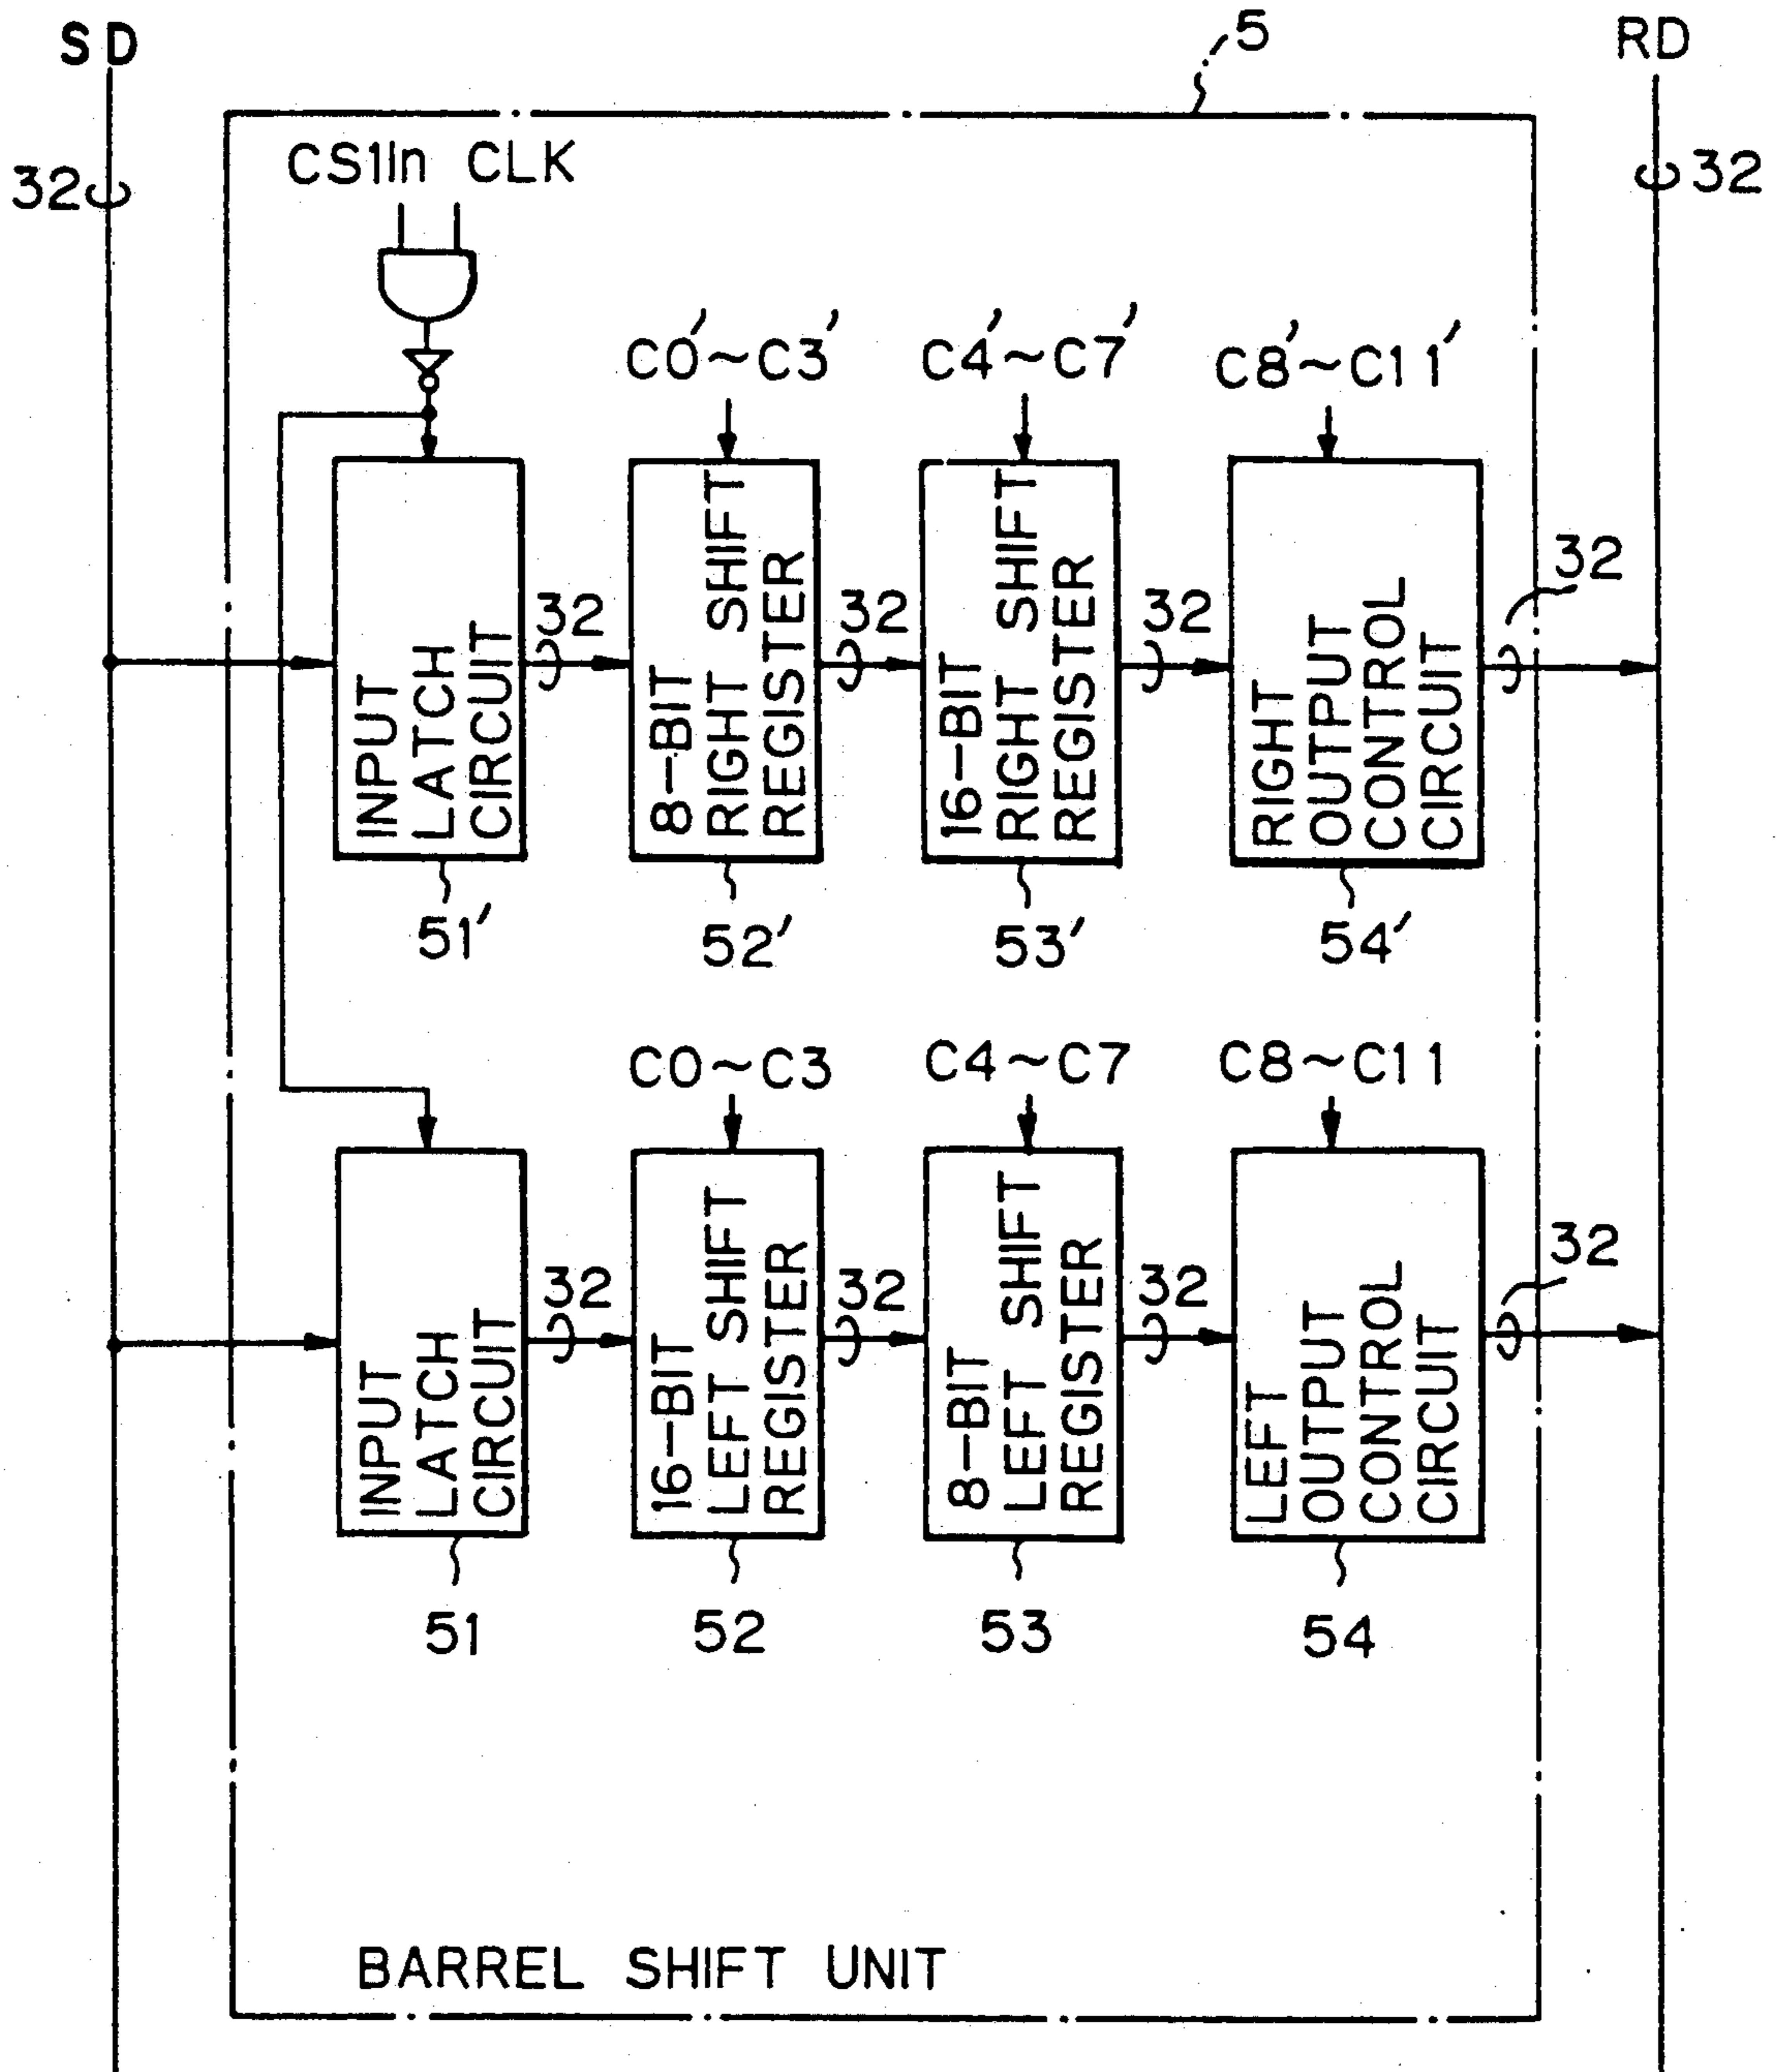 SD
5
RD
32
32
CS1In CLK
C0'~C3'
C4'~C7'
C8'~C11'
INPUT
LATCH
CIRCUIT
32
8-BIT
RIGHT SHIFT
REGISTER
32
16-BIT
RIGHT SHIFT
REGISTER
32
RIGHT
OUTPUT
CONTROL
CIRCUIT
32
51'
52'
53'
54'
C0~C3
C4~C7
C8~C11
INPUT
LATCH
CIRCUIT
32
16-BIT
LEFT SHIFT
REGISTER
32
8-BIT
LEFT SHIFT
REGISTER
32
LEFT
OUTPUT
CONTROL
CIRCUIT
32
51
52
53
54
BARREL SHIFT UNIT